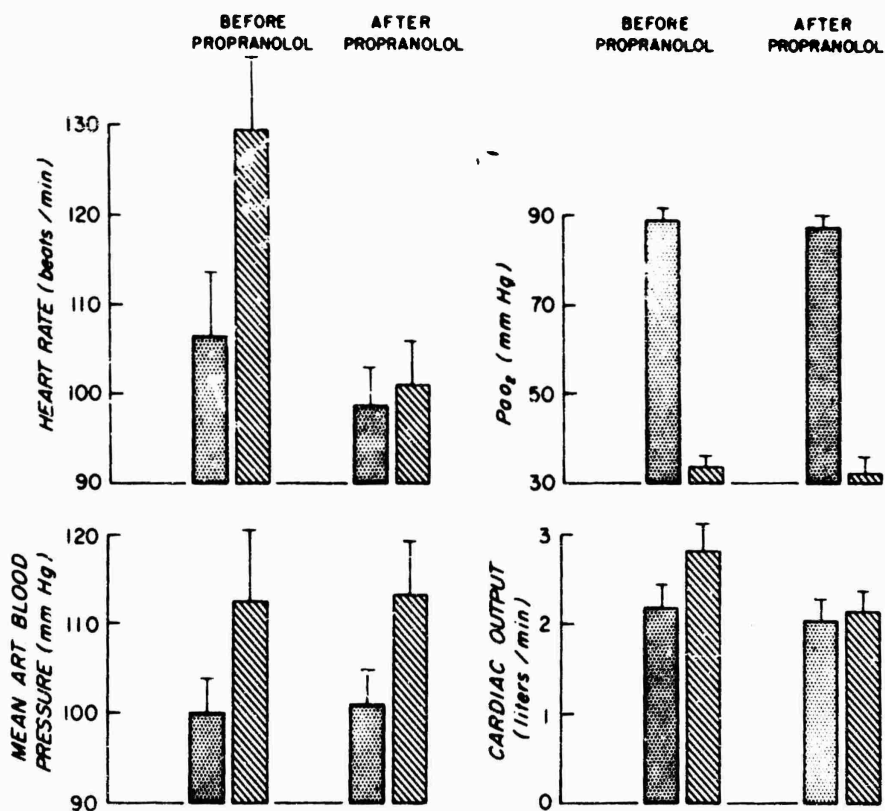 BEFORE PROPRANOLOL
AFTER PROPRANOLOL
BEFORE PROPRANOLOL
AFTER PROPRANOLOL
HEART RATE (beats / min)
130
120
110
100
90
PaO₂ (mm Hg)
90
70
50
30
MEAN ART BLOOD
PRESSURE (mm Hg)
120
110
100
90
CARDIAC OUTPUT
(liters / min)
3
2
1
0